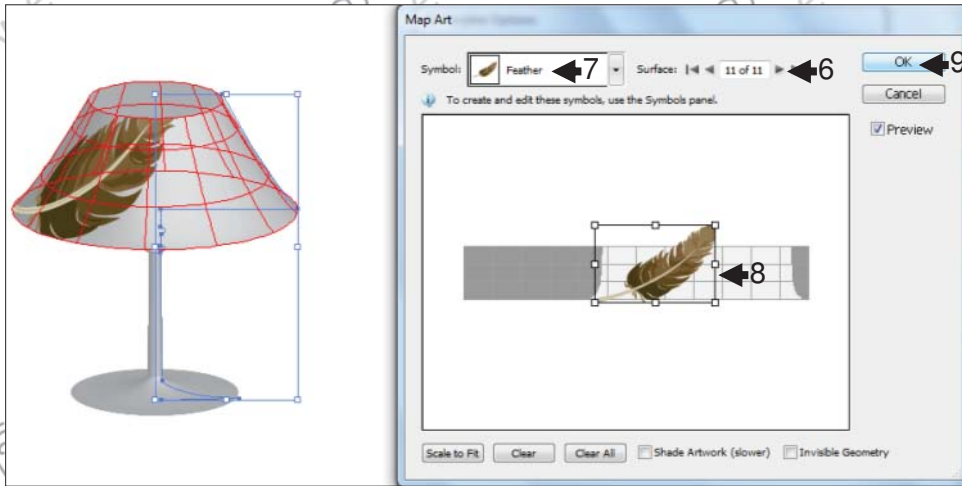 Map Art
Symbol: Feather 7 Surface: 11 of 11 6 OK 9
To create and edit these symbols, use the Symbols panel.
Cancel
Preview
8
Scale to Fit Clear Clear All Shade Artwork (slower) Invisible Geometry